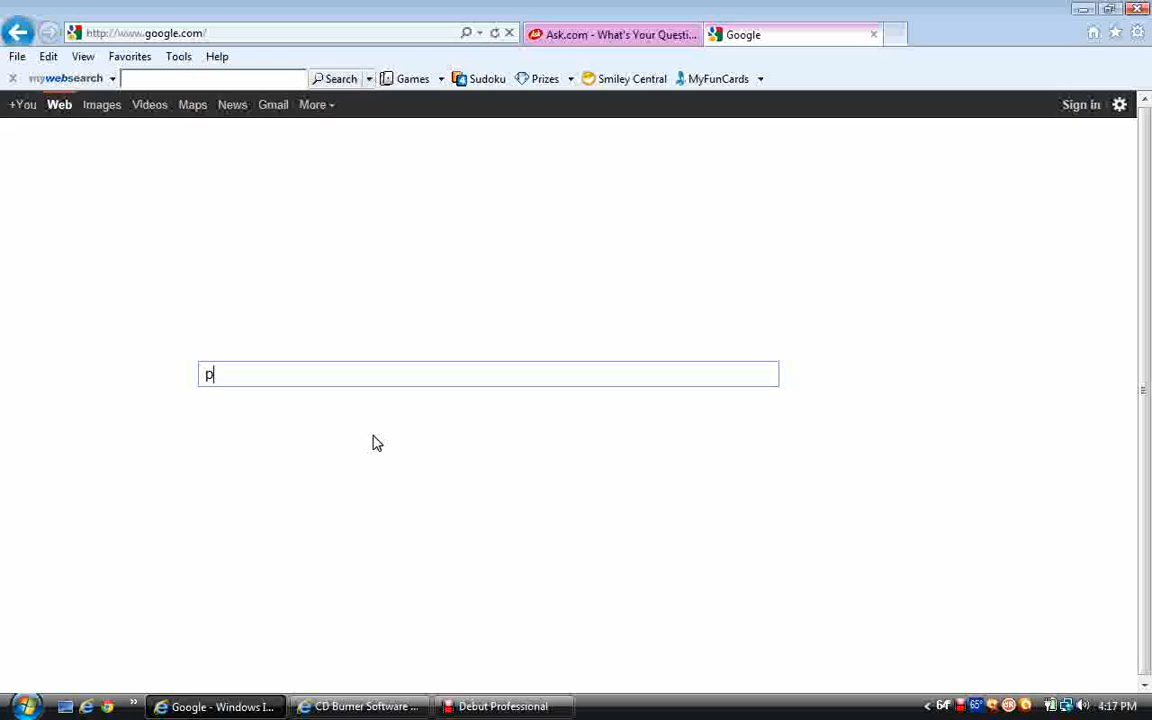 http://www.google.com/
Ask.com - What's Your Questi...
Google
File Edit View Favorites Tools Help
mywebsearch Search Games Sudoku Prizes Smiley Central MyFunCards
+You Web Images Videos Maps News Gmail More Sign in
p
Google - Windows I... CD Burner Software ... Debut Professional 64° 65° 4:17 PM